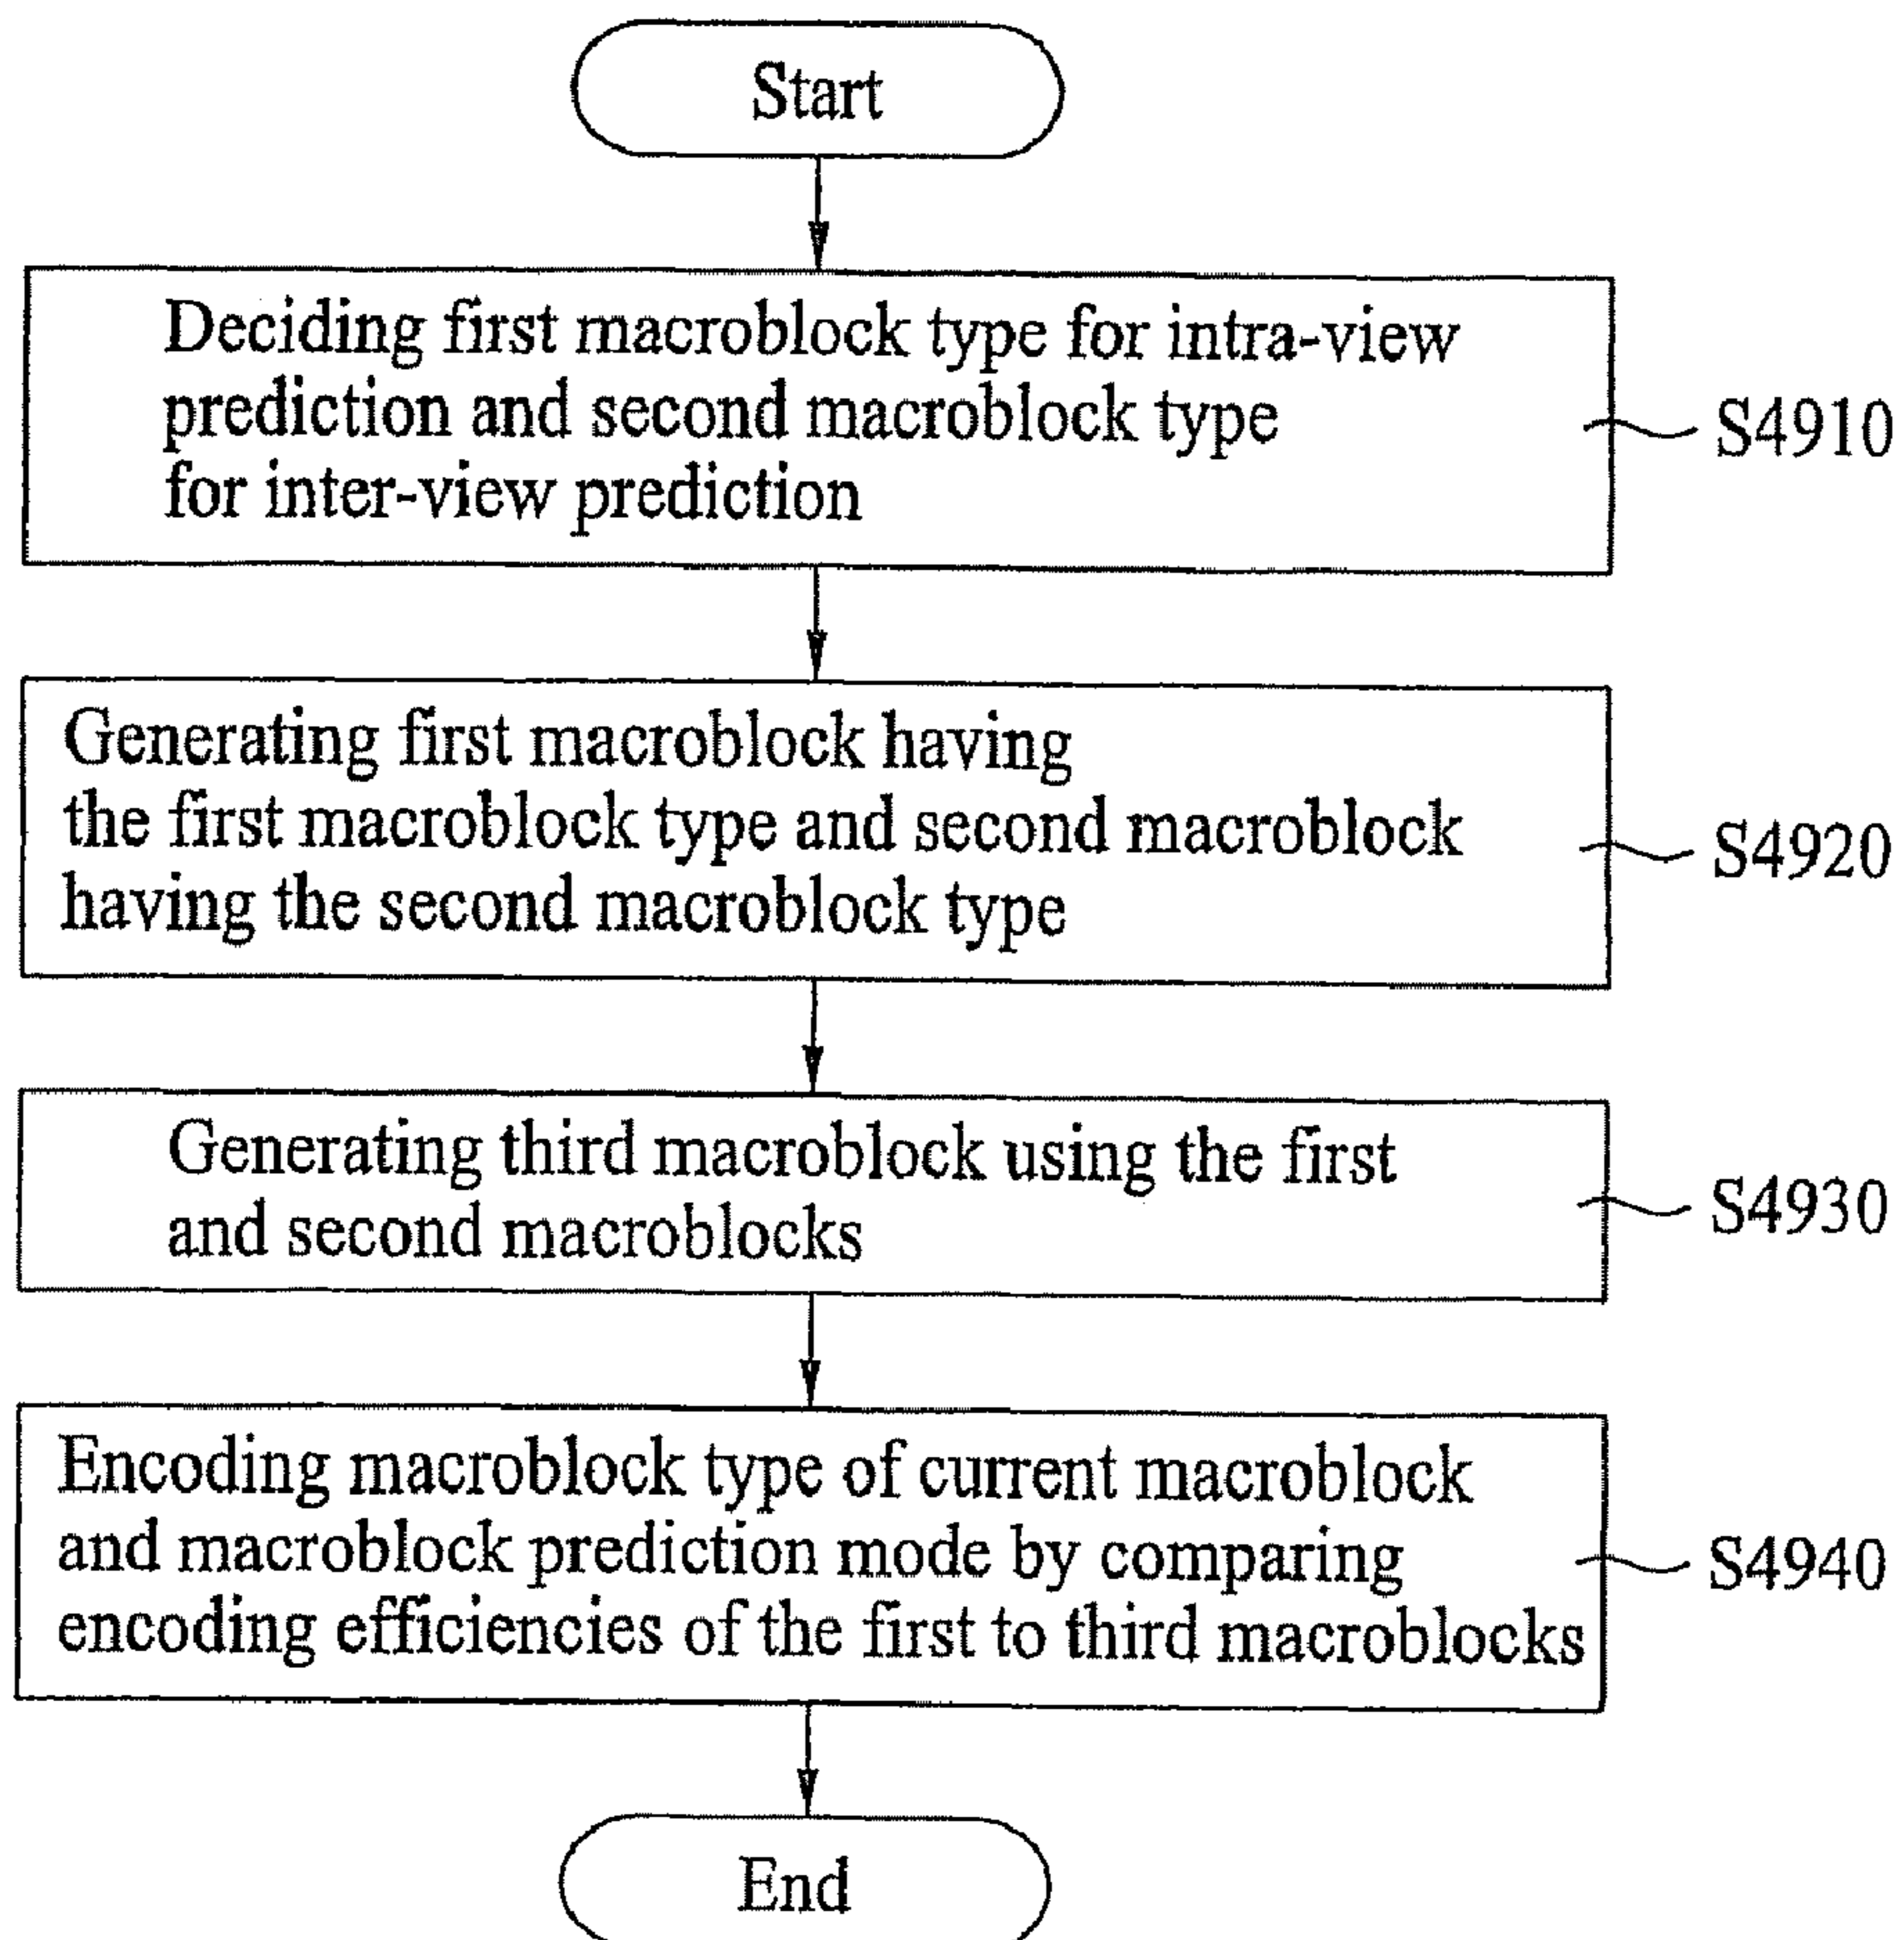 Start
Deciding first macroblock type for intra-view
prediction and second macroblock type
for inter-view prediction
S4910
Generating first macroblock having
the first macroblock type and second macroblock
having the second macroblock type
S4920
Generating third macroblock using the first
and second macroblocks
S4930
Encoding macroblock type of current macroblock
and macroblock prediction mode by comparing
encoding efficiencies of the first to third macroblocks
S4940
End